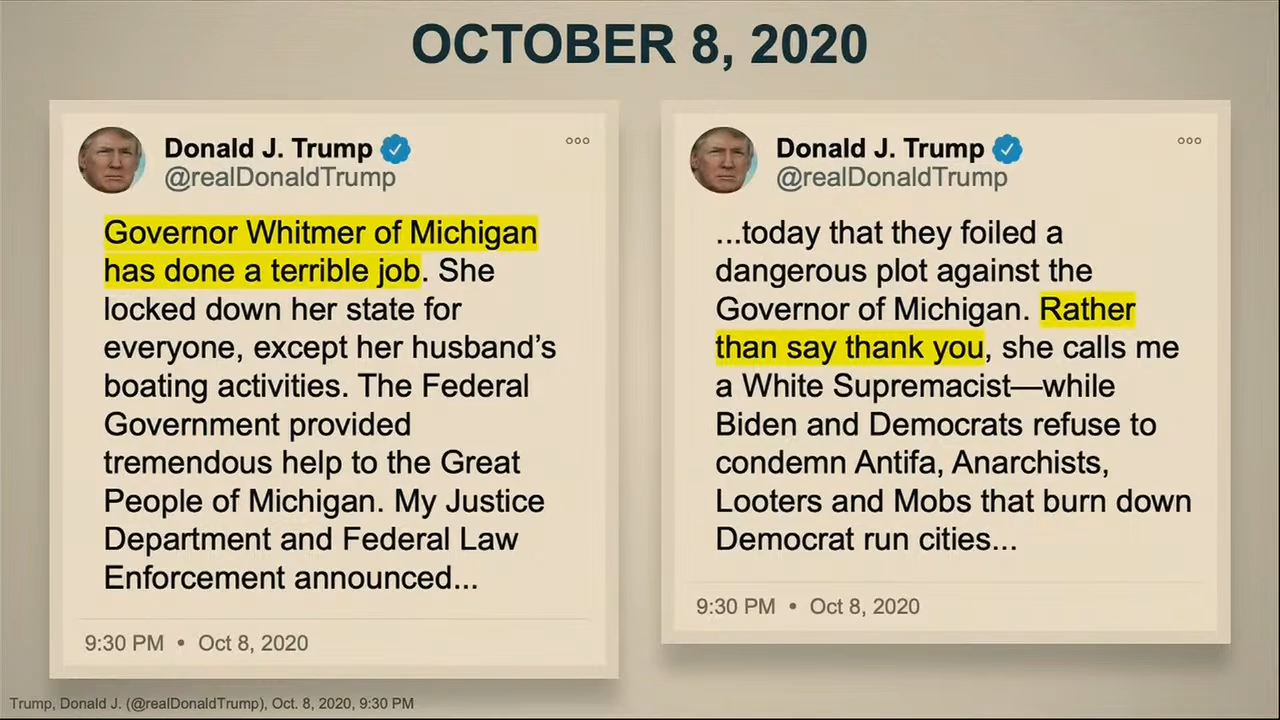 OCTOBER 8, 2020
Donald J. Trump
@realDonaldTrump
Governor Whitmer of Michigan
has done a terrible job. She
locked down her state for
everyone, except her husband’s
boating activities. The Federal
Government provided
tremendous help to the Great
People of Michigan. My Justice
Department and Federal Law
Enforcement announced...
9:30 PM • Oct 8, 2020
Donald J. Trump
@realDonaldTrump
...today that they foiled a
dangerous plot against the
Governor of Michigan. Rather
than say thank you, she calls me
a White Supremacist—while
Biden and Democrats refuse to
condemn Antifa, Anarchists,
Looters and Mobs that burn down
Democrat run cities...
9:30 PM • Oct 8, 2020
Trump, Donald J. (@realDonaldTrump), Oct. 8, 2020, 9:30 PM